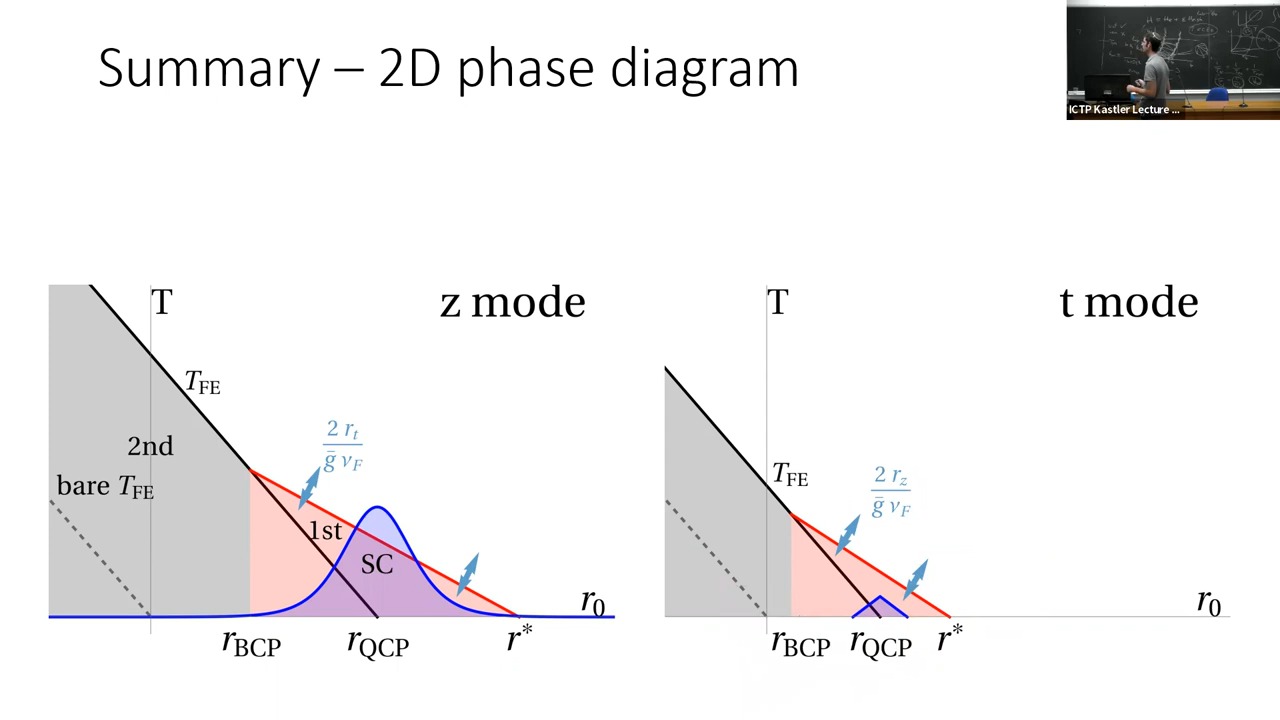 Summary – 2D phase diagram
ICTP Kastler Lecture ...
T
z mode
T_FE
2nd
bare T_FE
2 r_t
g̅ ν_F
1st
SC
r_0
r_BCP
r_QCP
r*
T
t mode
T_FE
2 r_z
g̅ ν_F
r_0
r_BCP
r_QCP
r*